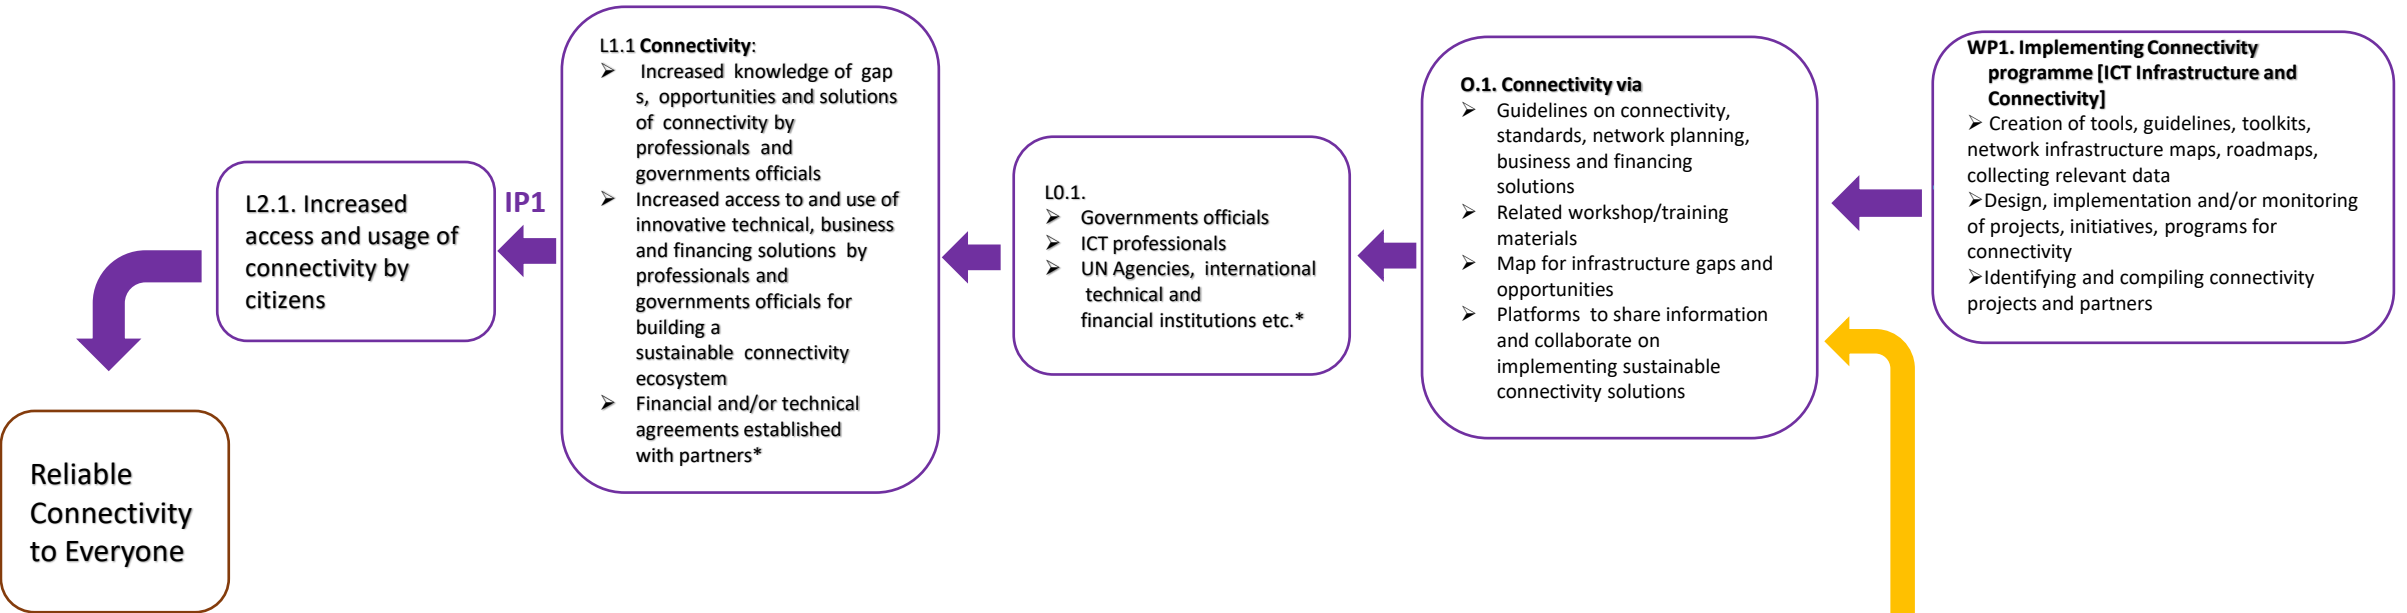 Reliable
Connectivity
to Everyone
L2.1. Increased
access and usage of
connectivity by
citizens
IP1
L1.1 Connectivity:
➢ Increased knowledge of gap
s, opportunities and solutions
of connectivity by
professionals and
governments officials
➢ Increased access to and use of
innovative technical, business
and financing solutions by
professionals and
governments officials for
building a
sustainable connectivity
ecosystem
➢ Financial and/or technical
agreements established
with partners*
L0.1.
➢ Governments officials
➢ ICT professionals
➢ UN Agencies, international
technical and
financial institutions etc.*
O.1. Connectivity via
➢ Guidelines on connectivity,
standards, network planning,
business and financing
solutions
➢ Related workshop/training
materials
➢ Map for infrastructure gaps and
opportunities
➢ Platforms to share information
and collaborate on
implementing sustainable
connectivity solutions
WP1. Implementing Connectivity
programme [ICT Infrastructure and
Connectivity]
➢ Creation of tools, guidelines, toolkits,
network infrastructure maps, roadmaps,
collecting relevant data
➢Design, implementation and/or monitoring
of projects, initiatives, programs for
connectivity
➢Identifying and compiling connectivity
projects and partners